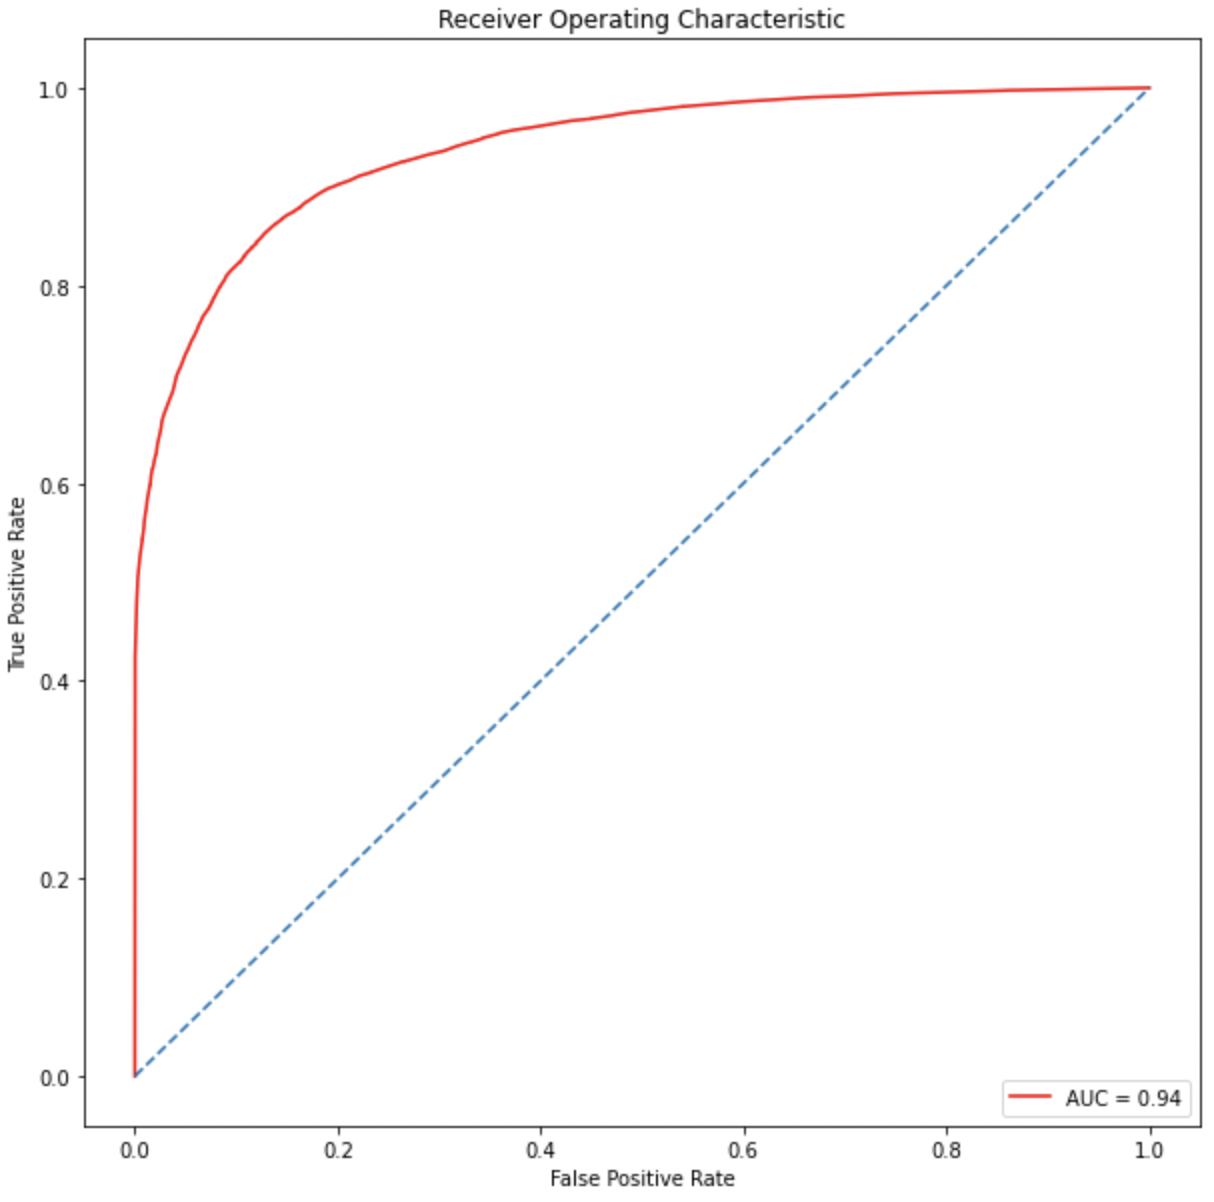 Receiver Operating Characteristic
True Positive Rate
1.0
0.8
0.6
0.4
0.2
0.0
AUC = 0.94
0.0 0.2 0.4 0.6 0.8 1.0
False Positive Rate